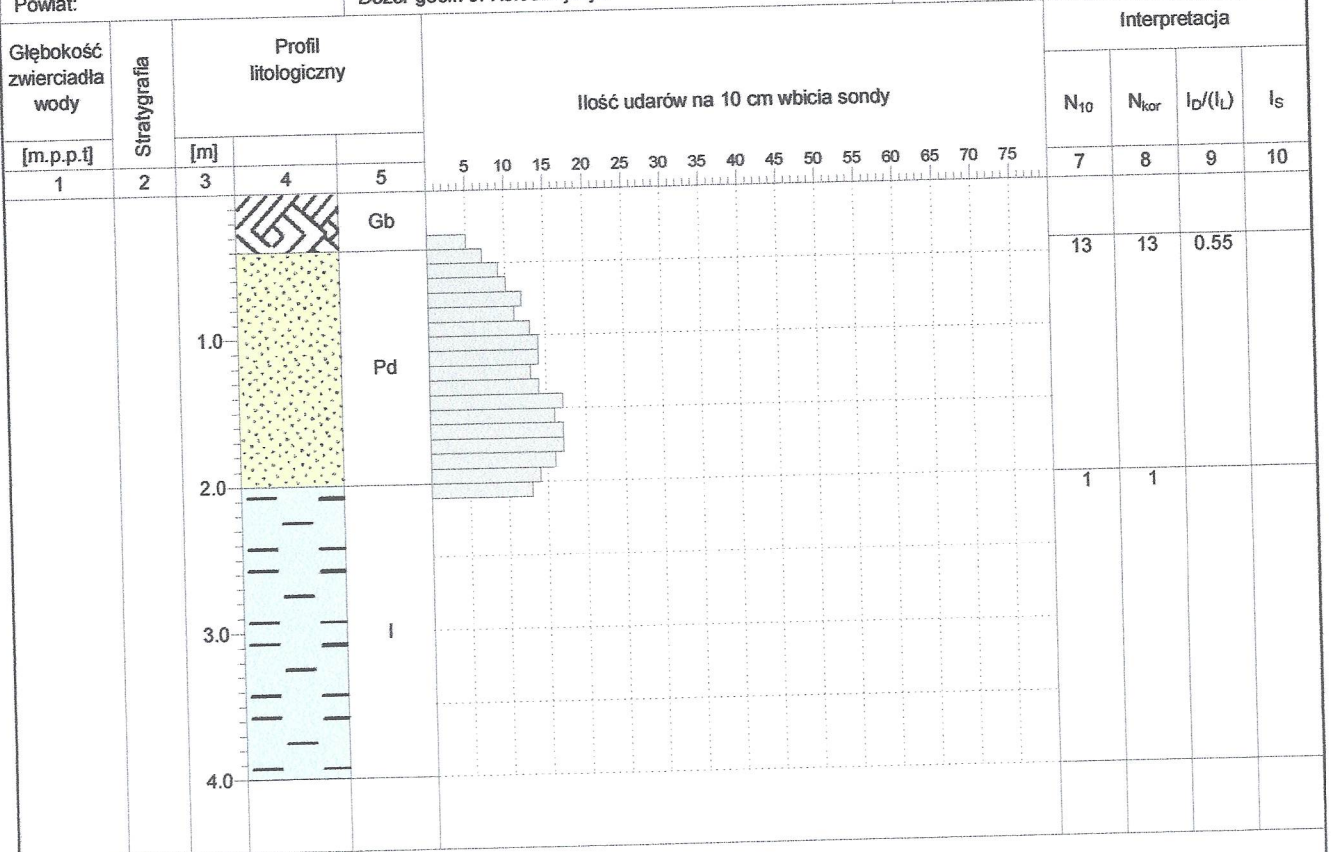 Powiat:
Interpretacja
Głębokość
zwierciadła
wody
[m.p.p.t]
Stratygrafia
Profil
litologiczny
[m]
Ilość udarów na 10 cm wbicia sondy
5 10 15 20 25 30 35 40 45 50 55 60 65 70 75
N10 Nkor ID/(IL) IS
1 2 3 4 5 7 8 9 10
Gb
13 13 0.55
1.0
Pd
2.0
1 1
3.0
I
4.0